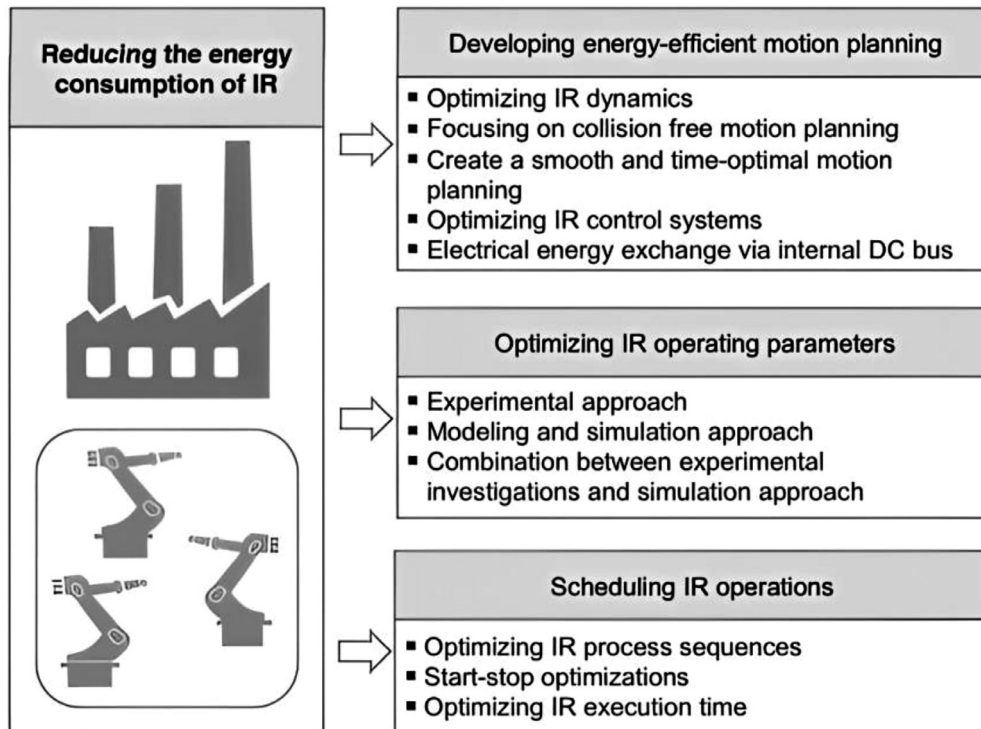 Reducing the energy
consumption of IR
Developing energy-efficient motion planning
▪ Optimizing IR dynamics
▪ Focusing on collision free motion planning
▪ Create a smooth and time-optimal motion
planning
▪ Optimizing IR control systems
▪ Electrical energy exchange via internal DC bus
Optimizing IR operating parameters
▪ Experimental approach
▪ Modeling and simulation approach
▪ Combination between experimental
investigations and simulation approach
Scheduling IR operations
▪ Optimizing IR process sequences
▪ Start-stop optimizations
▪ Optimizing IR execution time